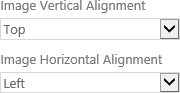 Image Vertical Alignment
Top
Image Horizontal Alignment
Left